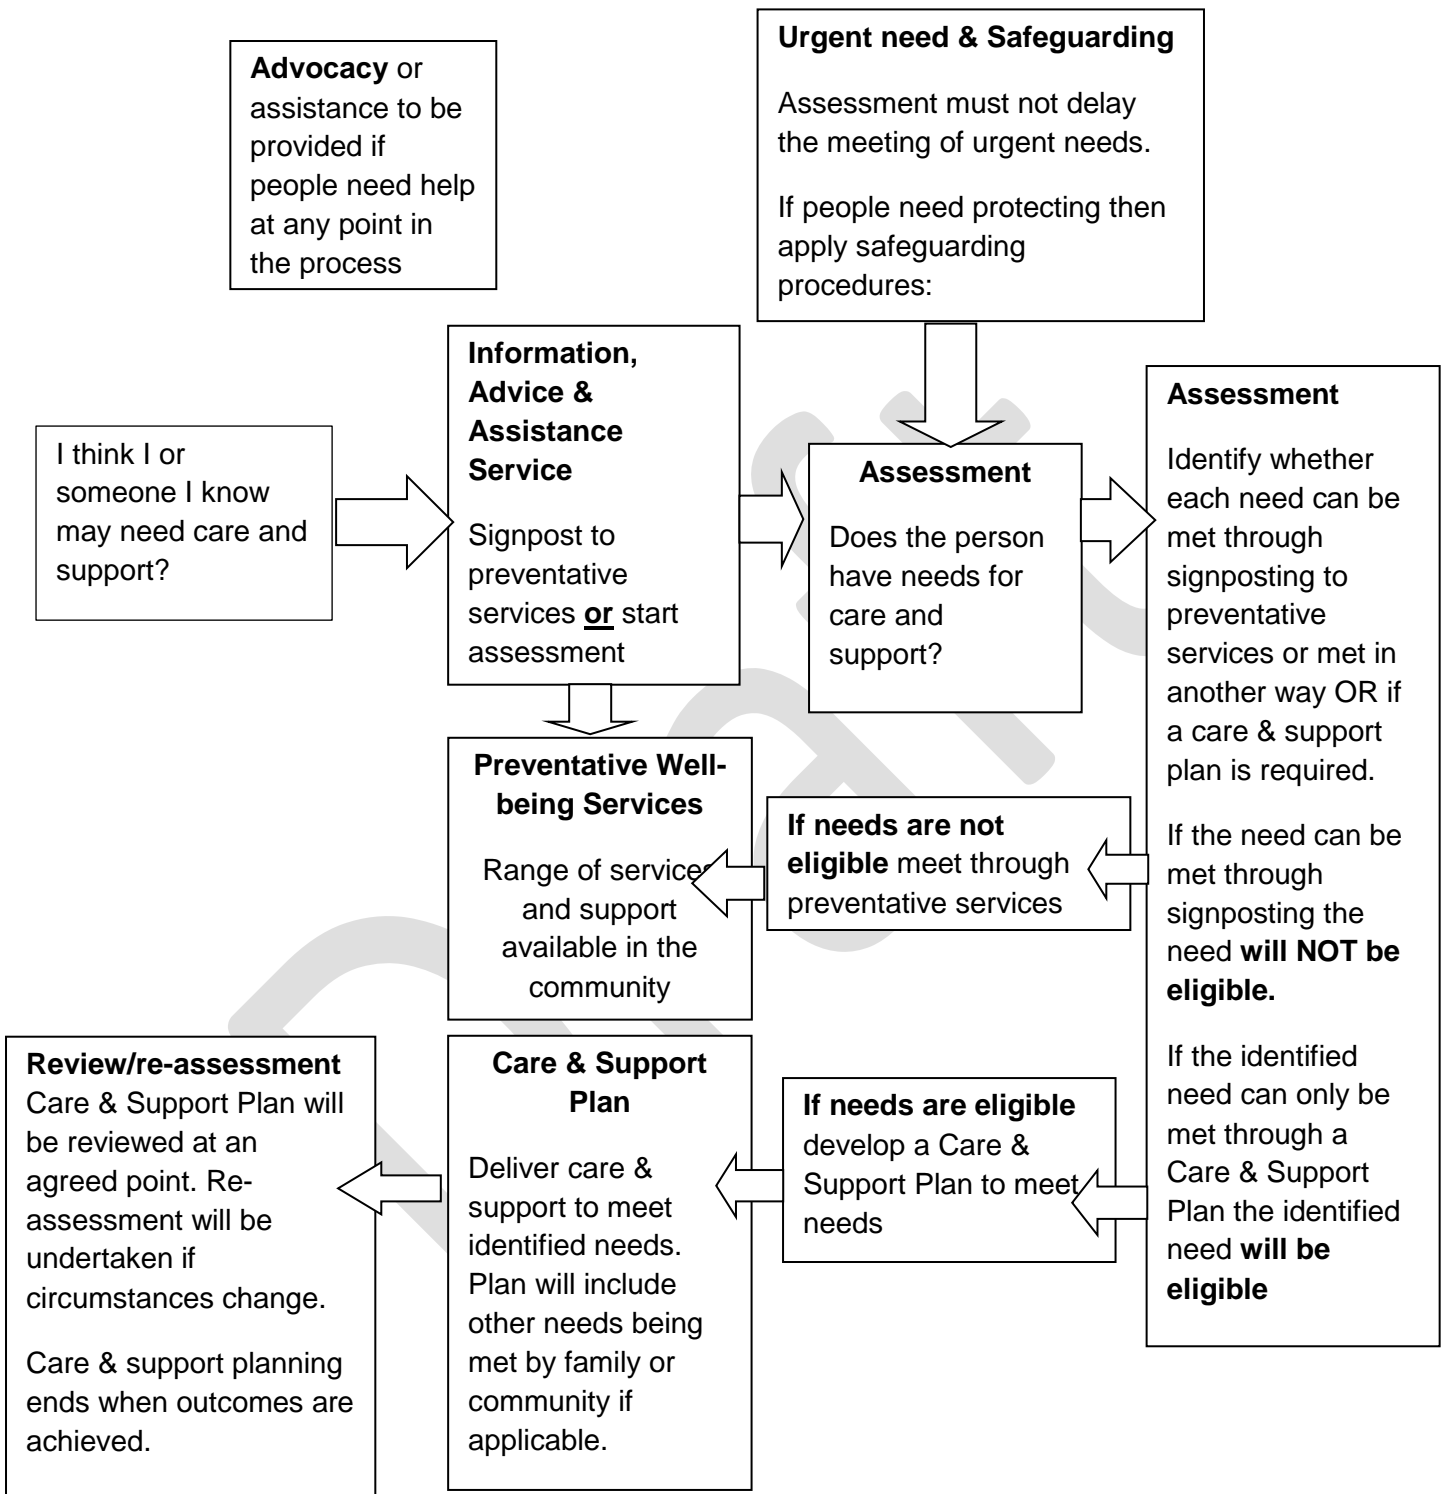 Advocacy or
assistance to be
provided if
people need help
at any point in
the process
Urgent need & Safeguarding
Assessment must not delay
the meeting of urgent needs.
If people need protecting then
apply safeguarding
procedures:
I think I or
someone I know
may need care and
support?
Information,
Advice &
Assistance
Service
Signpost to
preventative
services or start
assessment
Assessment
Does the person
have needs for
care and
support?
Assessment
Identify whether
each need can be
met through
signposting to
preventative
services or met in
another way OR if
a care & support
plan is required.
If the need can be
met through
signposting the
need will NOT be
eligible.
If the identified
need can only be
met through a
Care & Support
Plan the identified
need will be
eligible
Preventative Well-
being Services
Range of services
and support
available in the
community
If needs are not
eligible meet through
preventative services
If needs are eligible
develop a Care &
Support Plan to meet
needs
Care & Support
Plan
Deliver care &
support to meet
identified needs.
Plan will include
other needs being
met by family or
community if
applicable.
Review/re-assessment
Care & Support Plan will
be reviewed at an
agreed point. Re-
assessment will be
undertaken if
circumstances change.
Care & support planning
ends when outcomes are
achieved.